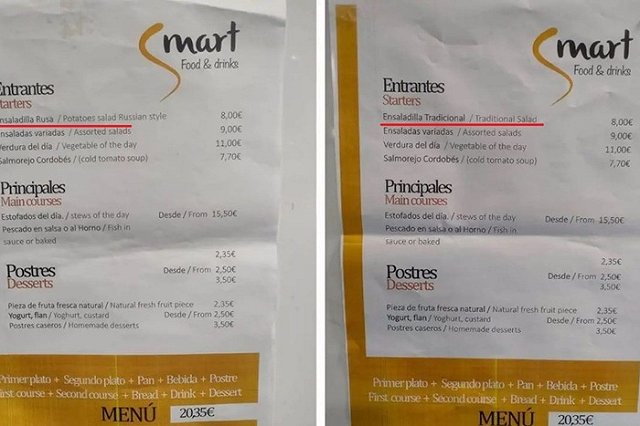 Smart
Food & drinks
Entrantes
Starters
nsaladilla Rusa / Potatoes salad Russian style 8,00€
nsaladas variadas / Assorted salads 9,00€
Verdura del día / Vegetable of the day 11,00€
Salmorejo Cordobés / (cold tomato soup) 7,70€
Principales
Main courses
Estofados del día. / stews of the day Desde / From 15,50€
Pescado en salsa o al Horno / Fish in
sauce or baked
2,35€
Postres Desde / From 2,50€
Desserts 3,50€
Pieza de fruta fresca natural / Natural fresh fruit piece 2,35€
Yogurt, flan / Yoghurt, custard Desde / From 2,50€
Postres caseros / Homemade desserts 3,50€
Primer plato + Segundo plato + Pan + Bebida + Postre
First course + Second course + Bread + Drink + Dessert
MENÚ 20,35€
Smart
Food & drinks
Entrantes
Starters
Ensaladilla Tradicional / Traditional Salad 8,00€
Ensaladas variadas / Assorted salads 9,00€
Verdura del día / Vegetable of the day 11,00€
Salmorejo Cordobés / (cold tomato soup) 7,70€
Principales
Main courses
Estofados del día. / stews of the day Desde / From 15,50€
Pescado en salsa o al Horno / Fish in
sauce or baked
2,35€
Postres Desde / From 2,50€
Desserts 3,50€
Pieza de fruta fresca natural / Natural fresh fruit piece 2,35€
Yogurt, flan / Yoghurt, custard Desde / From 2,50€
Postres caseros / Homemade desserts 3,50€
Primer plato + Segundo plato + Pan + Bebida + Postre
First course + Second course + Bread + Drink + Dessert
MENÚ 20,35€